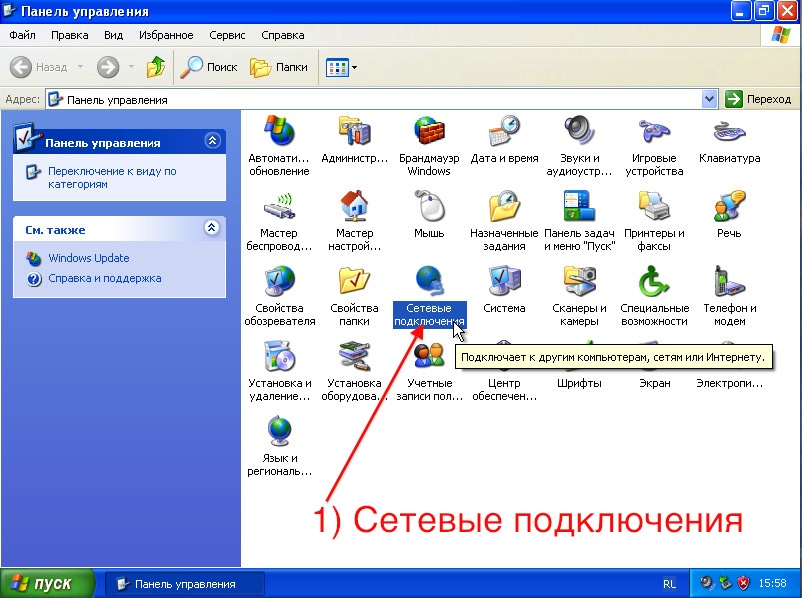 Панель управления
Файл Правка Вид Избранное Сервис Справка
Назад Поиск Папки
Адрес: Панель управления Переход
Панель управления
Переключение к виду по
категориям
См. также
Windows Update
Справка и поддержка
Автомати...
обновление
Администр...
Брандмауэр
Windows
Дата и время
Звуки и
аудиоустр...
Игровые
устройства
Клавиатура
Мастер
беспровод...
Мастер
настрой...
Мышь
Назначенные
задания
Панель задач
и меню "Пуск"
Принтеры и
факсы
Речь
Свойства
обозревателя
Свойства
папки
Сетевые
подключения
Система
Сканеры и
камеры
Специальные
возможности
Телефон и
модем
Подключает к другим компьютерам, сетям или Интернету.
Установка и
удаление...
Установка
оборудова...
Учетные
записи пол...
Центр
обеспечен...
Шрифты
Экран
Электропи...
Язык и
региональ...
1) Сетевые подключения
пуск
Панель управления
RL
15:58